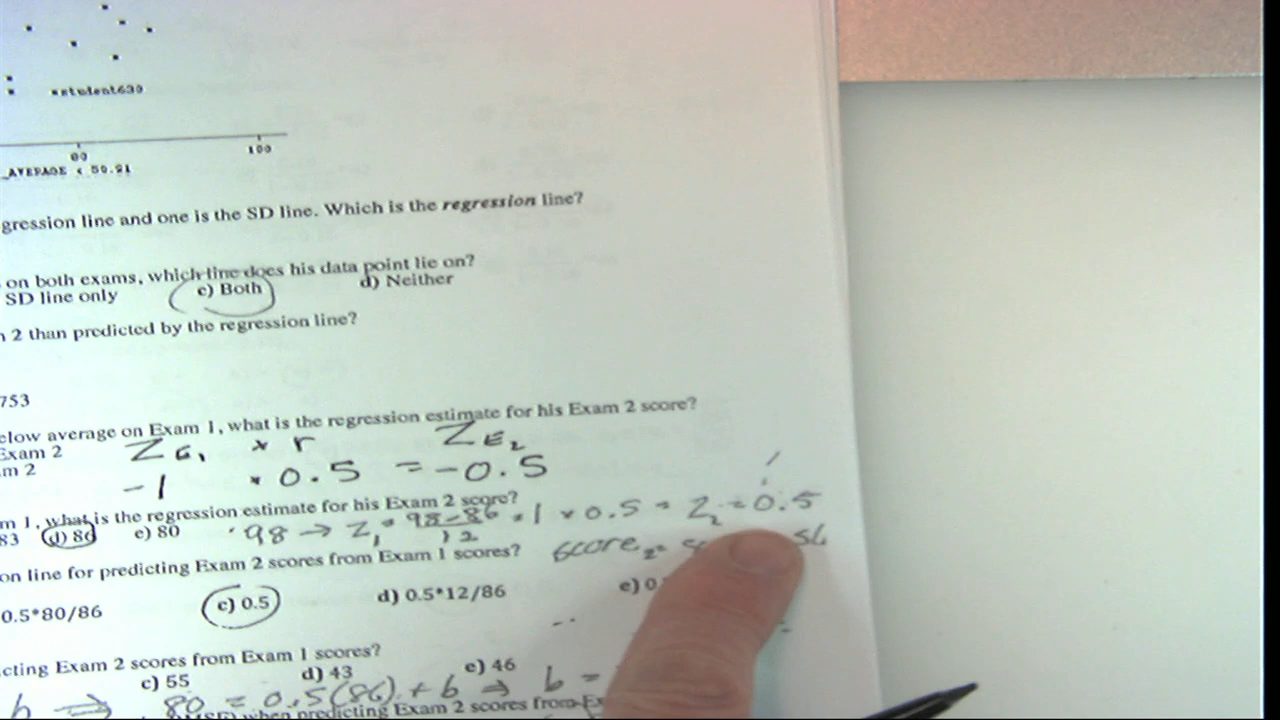 student630
80 100
_AVERAGE < 50.21
gression line and one is the SD line. Which is the regression line?
on both exams, which line does his data point lie on?
SD line only c) Both d) Neither
2 than predicted by the regression line?
753
elow average on Exam 1, what is the regression estimate for his Exam 2 score?
Exam 2
m 2
× r Z E₂
-1 × 0.5 = -0.5
m 1, what is the regression estimate for his Exam 2 score?
83 d) 86 e) 80 98 → Z₁ = 98-86 / 12 = 1 × 0.5 = Z₂ = 0.5
on line for predicting Exam 2 scores from Exam 1 scores? score₂ =
0.5*80/86 c) 0.5 d) 0.5*12/86 e) 0.
cting Exam 2 scores from Exam 1 scores?
c) 55 d) 43 e) 46 b =
b ⇒ 80 = 0.5(86) + b ⇒
when predicting Exam 2 scores from